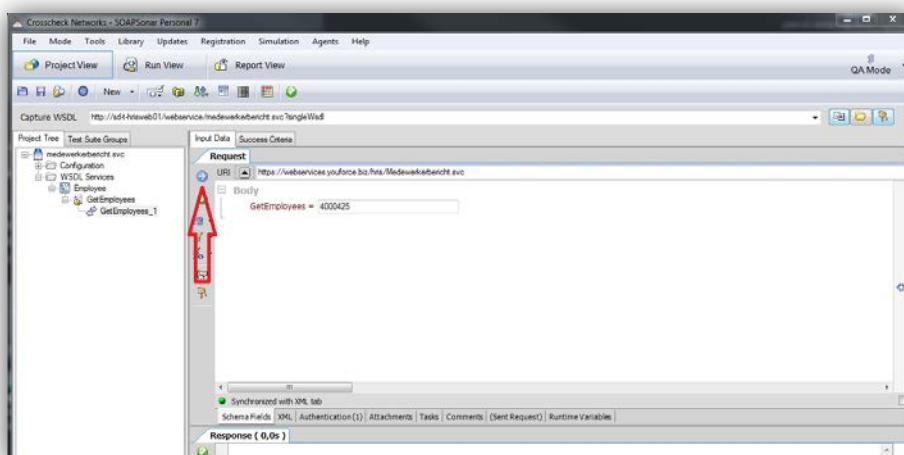 Crosscheck Networks - SOAPSonar Personal 7
File Mode Tools Library Updates Registration Simulation Agents Help
Project View Run View Report View QA Mode
New
Capture WSDL http://sd-t-hrisweb01/webservice/medewerkerbericht.svc?singleWsdl
Project Tree Test Suite Groups Input Data Success Criteria
medewerkerbericht.svc
Configuration
WSDL Services
Employee
GetEmployees
GetEmployees_1
Request
URI https://webservices.youforce.biz/hris/Medewerkerbericht.svc
Body
GetEmployees = 4000425
Synchronized with XML tab
Schema Fields XML Authentication (1) Attachments Tasks Comments (Sent Request) Runtime Variables
Response ( 0,0s )